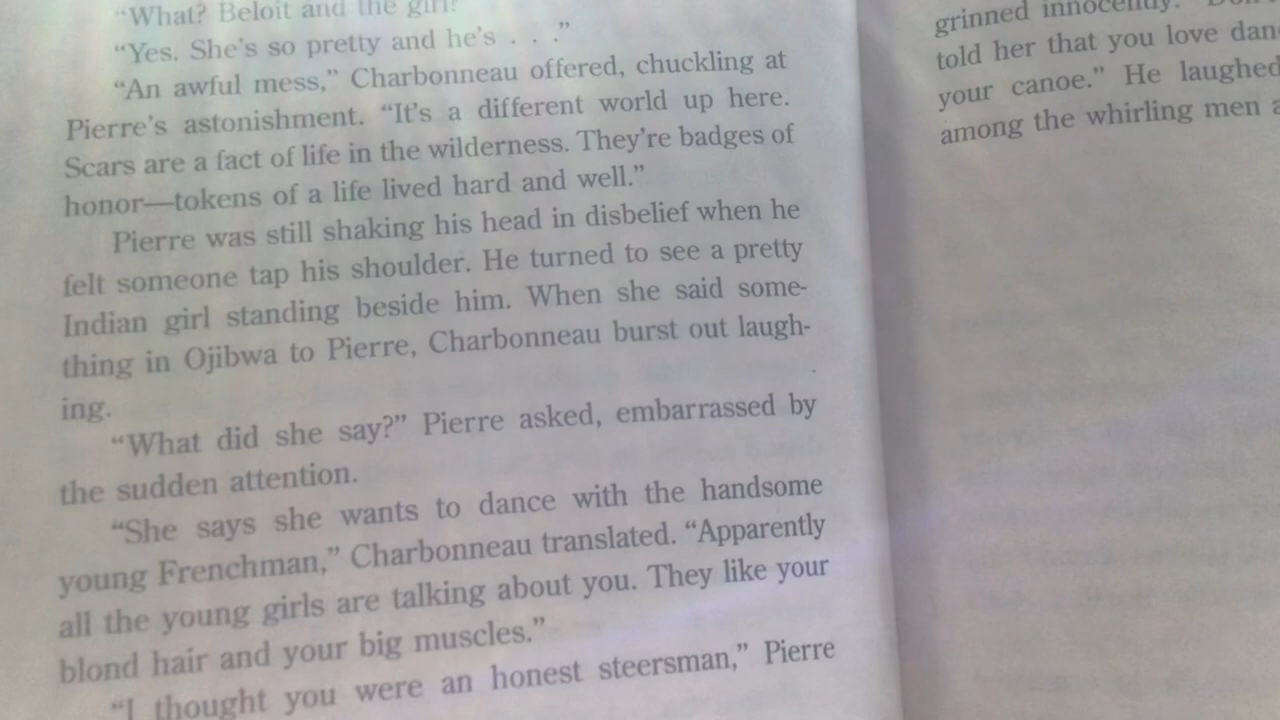 “What? Beloit and the girl?
“Yes. She’s so pretty and he’s . . .”
“An awful mess,” Charbonneau offered, chuckling at
Pierre’s astonishment. “It’s a different world up here.
Scars are a fact of life in the wilderness. They’re badges of
honor—tokens of a life lived hard and well.”
Pierre was still shaking his head in disbelief when he
felt someone tap his shoulder. He turned to see a pretty
Indian girl standing beside him. When she said some-
thing in Ojibwa to Pierre, Charbonneau burst out laugh-
ing.
“What did she say?” Pierre asked, embarrassed by
the sudden attention.
“She says she wants to dance with the handsome
young Frenchman,” Charbonneau translated. “Apparently
all the young girls are talking about you. They like your
blond hair and your big muscles.”
“I thought you were an honest steersman,” Pierre
grinned innocently.
told her that you love dan
your canoe.” He laughed
among the whirling men a